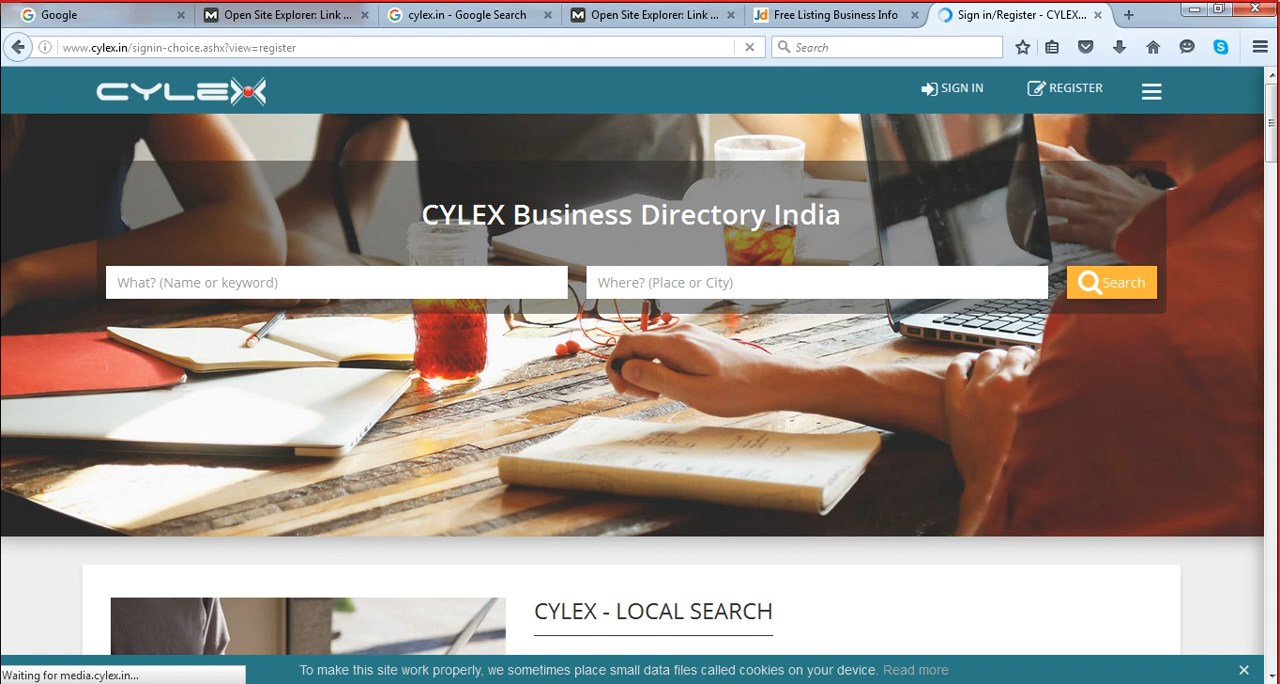 Google
Open Site Explorer: Link ...
cylex.in - Google Search
Open Site Explorer: Link ...
Jd Free Listing Business Info
Sign in/Register - CYLEX...
www.cylex.in/signin-choice.ashx?view=register
Search
CYLEX
SIGN IN
REGISTER
CYLEX Business Directory India
What? (Name or keyword)
Where? (Place or City)
Search
CYLEX - LOCAL SEARCH
To make this site work properly, we sometimes place small data files called cookies on your device. Read more
Waiting for media.cylex.in...